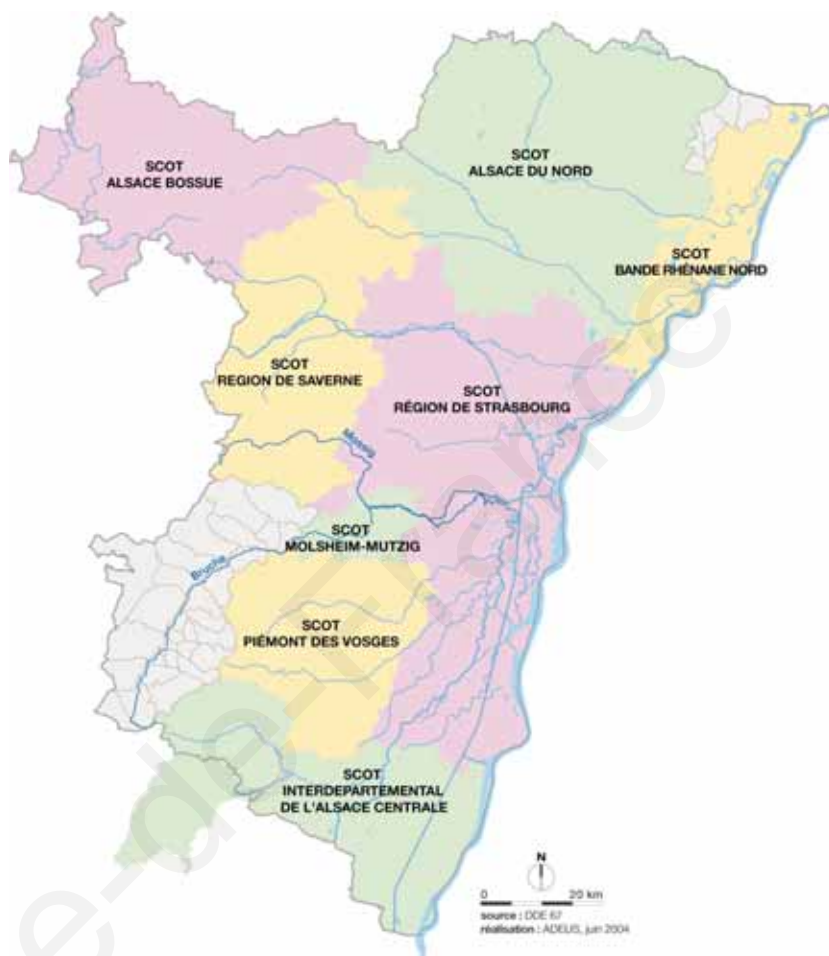 SCOT
ALSACE BOSSUE
SCOT
ALSACE DU NORD
SCOT
BANDE RHÉNANE NORD
SCOT
REGION DE SAVERNE
SCOT
RÉGION DE STRASBOURG
Mossig
SCOT
MOLSHEIM-MUTZIG
Bruche
SCOT
PIÉMONT DES VOSGES
SCOT
INTERDEPARTEMENTAL
DE L'ALSACE CENTRALE
N
0 20 km
source : DDE 67
réalisation : ADEUS, juin 2004